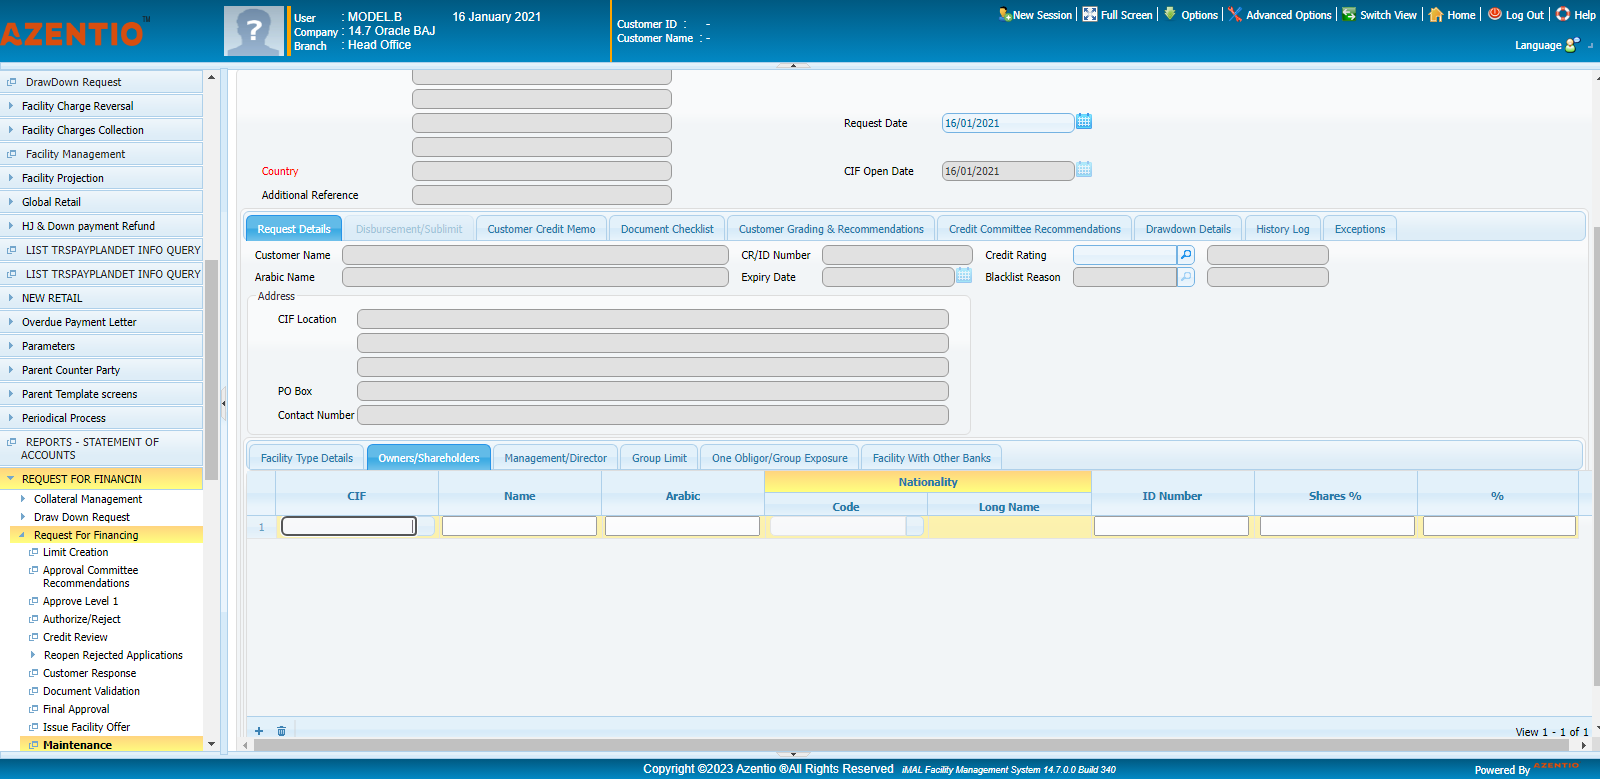 AZENTIO™
User : MODEL.B 16 January 2021
Company : 14.7 Oracle BAJ
Branch : Head Office
Customer ID : -
Customer Name : -
New Session Full Screen Options Advanced Options Switch View Home Log Out Help
Language
DrawDown Request
Facility Charge Reversal
Facility Charges Collection
Facility Management
Facility Projection
Global Retail
HJ & Down payment Refund
LIST TRSPAYPLANDET INFO QUERY
LIST TRSPAYPLANDET INFO QUERY
NEW RETAIL
Overdue Payment Letter
Parameters
Parent Counter Party
Parent Template screens
Periodical Process
REPORTS - STATEMENT OF
ACCOUNTS
REQUEST FOR FINANCIN
Collateral Management
Draw Down Request
Request For Financing
Limit Creation
Approval Committee
Recommendations
Approve Level 1
Authorize/Reject
Credit Review
Reopen Rejected Applications
Customer Response
Document Validation
Final Approval
Issue Facility Offer
Maintenance
Request Date 16/01/2021
Country
CIF Open Date 16/01/2021
Additional Reference
Request Details Disbursement/Sublimit Customer Credit Memo Document Checklist Customer Grading & Recommendations Credit Committee Recommendations Drawdown Details History Log Exceptions
Customer Name CR/ID Number Credit Rating
Arabic Name Expiry Date Blacklist Reason
Address
CIF Location
PO Box
Contact Number
Facility Type Details Owners/Shareholders Management/Director Group Limit One Obligor/Group Exposure Facility With Other Banks
CIF Name Arabic Nationality ID Number Shares % %
Code Long Name
1
View 1 - 1 of 1
Copyright ©2023 Azentio ®All Rights Reserved iMAL Facility Management System 14.7.0.0 Build 340
Powered By AZENTIO